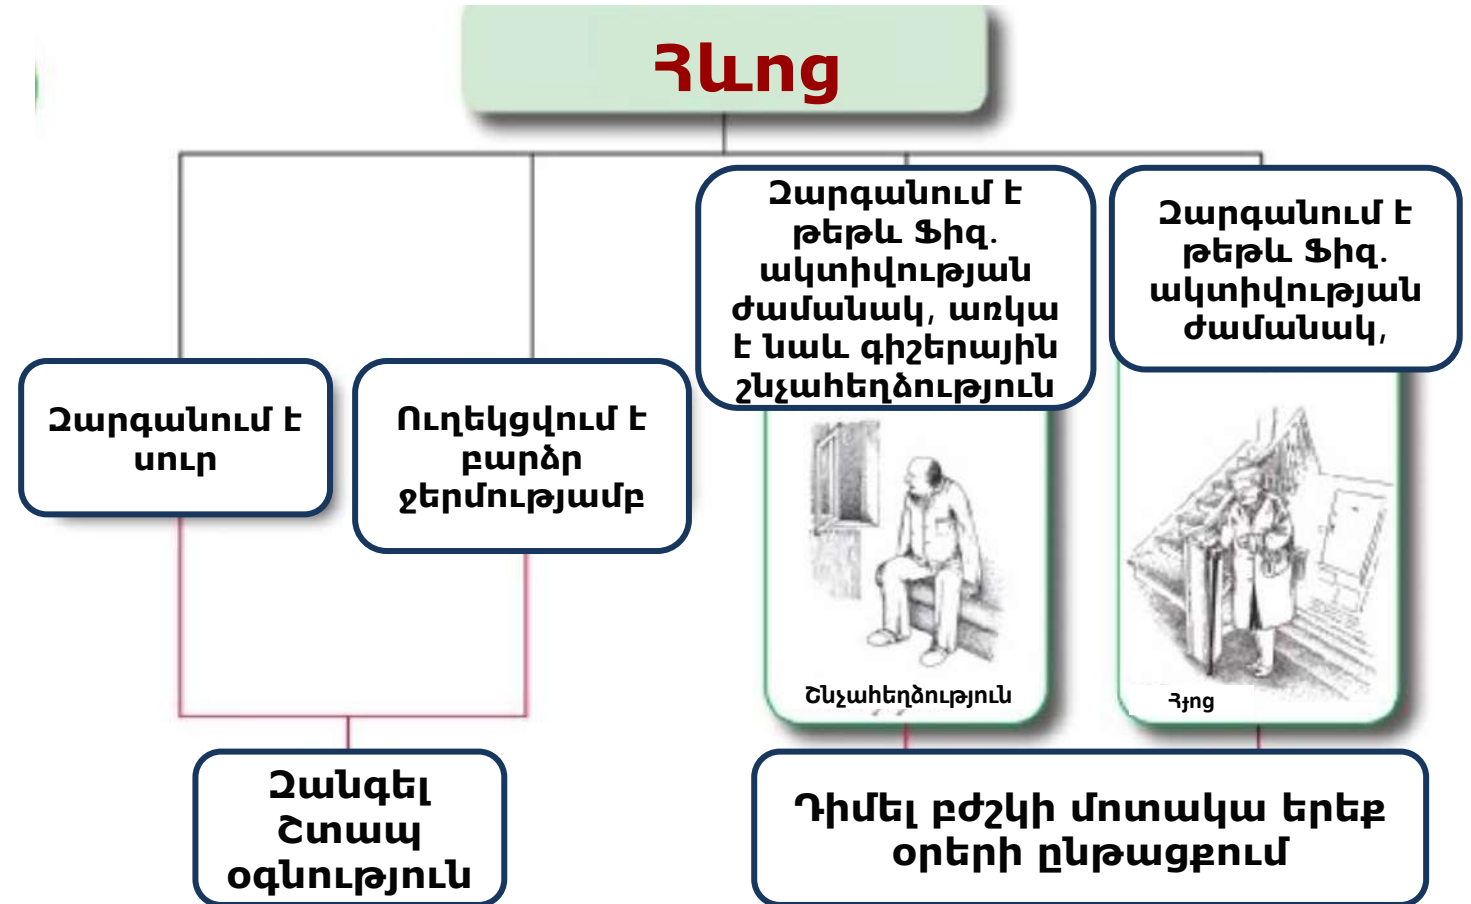 Հևոց
Զարգանում է
սուր
Ուղեկցվում է
բարձր
ջերմությամբ
Զարգանում է
թեթև Ֆիզ.
ակտիվության
ժամանակ, առկա
է նաև գիշերային
շնչահեղձություն
Զարգանում է
թեթև Ֆիզ.
ակտիվության
ժամանակ,
Շնչահեղձություն
Հյոց
Զանգել
Շտապ
օգնություն
Դիմել բժշկի մոտակա երեք
օրերի ընթացքում